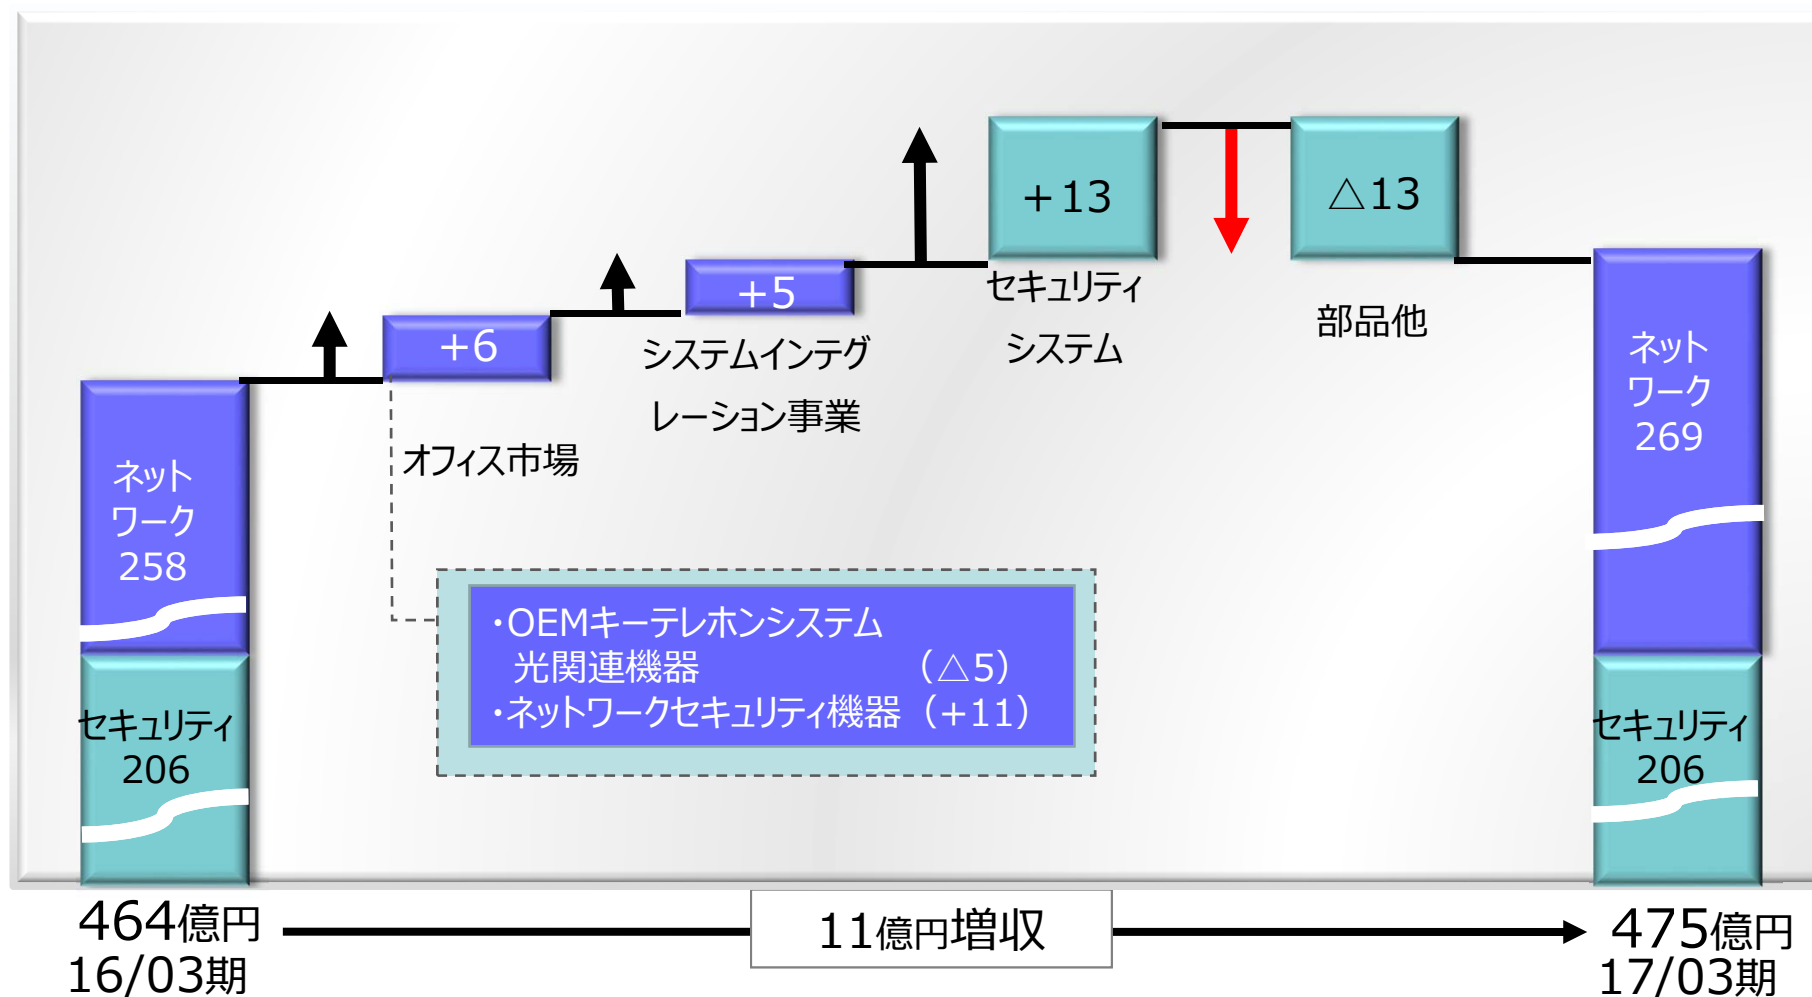 +13
△13
+5
セキュリティ
システム
部品他
+6
システムインテグ
レーション事業
オフィス市場
ネット
ワーク
258
ネット
ワーク
269
・OEMキーテレホンシステム
光関連機器 (△5)
・ネットワークセキュリティ機器 (+11)
セキュリティ
206
セキュリティ
206
464億円
16/03期
11億円増収
475億円
17/03期